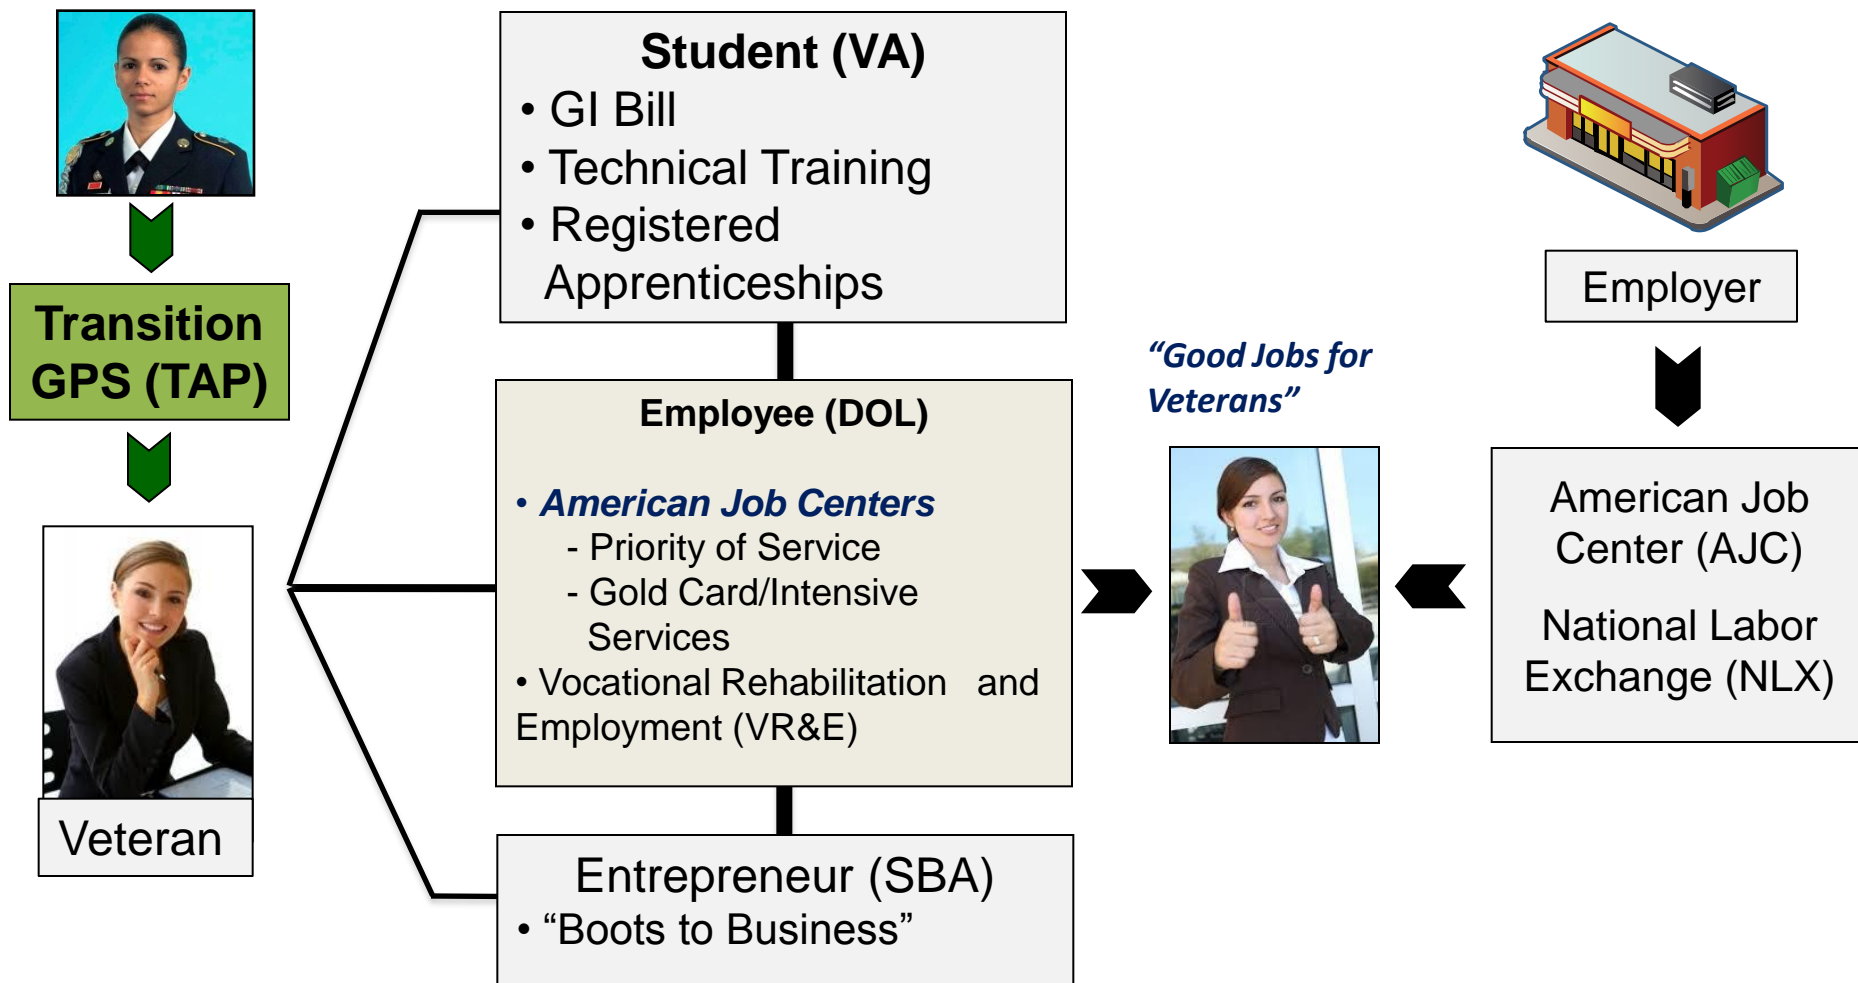 Transition
GPS (TAP)
Veteran
Student (VA)
• GI Bill
• Technical Training
• Registered
Apprenticeships
Employee (DOL)
• American Job Centers
- Priority of Service
- Gold Card/Intensive
Services
• Vocational Rehabilitation and
Employment (VR&E)
Entrepreneur (SBA)
• “Boots to Business”
“Good Jobs for
Veterans”
Employer
American Job
Center (AJC)
National Labor
Exchange (NLX)